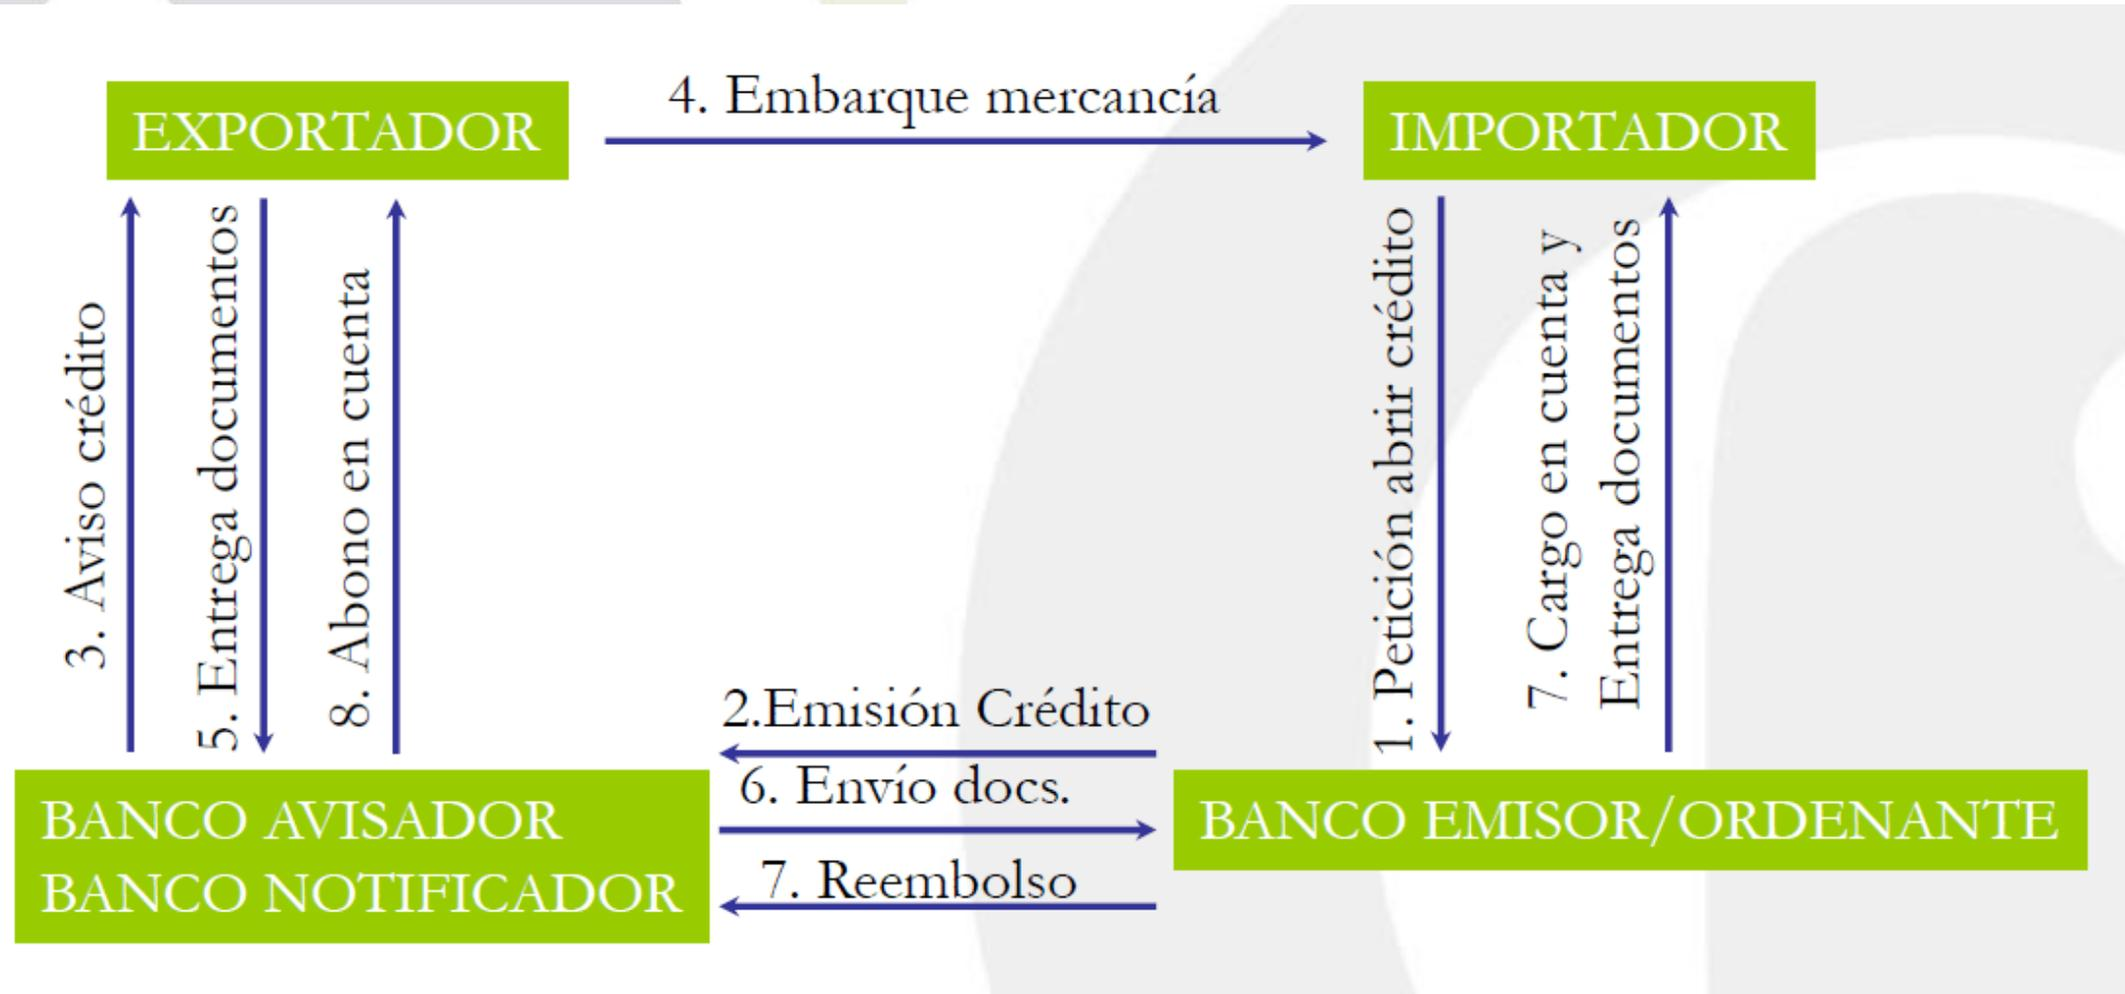 4. Embarque mercancía
EXPORTADOR
IMPORTADOR
3. Aviso crédito
5. Entrega documentos
8. Abono en cuenta
1. Petición abrir crédito
7. Cargo en cuenta y
Entrega documentos
2.Emisión Crédito
6. Envío docs.
7. Reembolso
BANCO AVISADOR
BANCO NOTIFICADOR
BANCO EMISOR/ORDENANTE